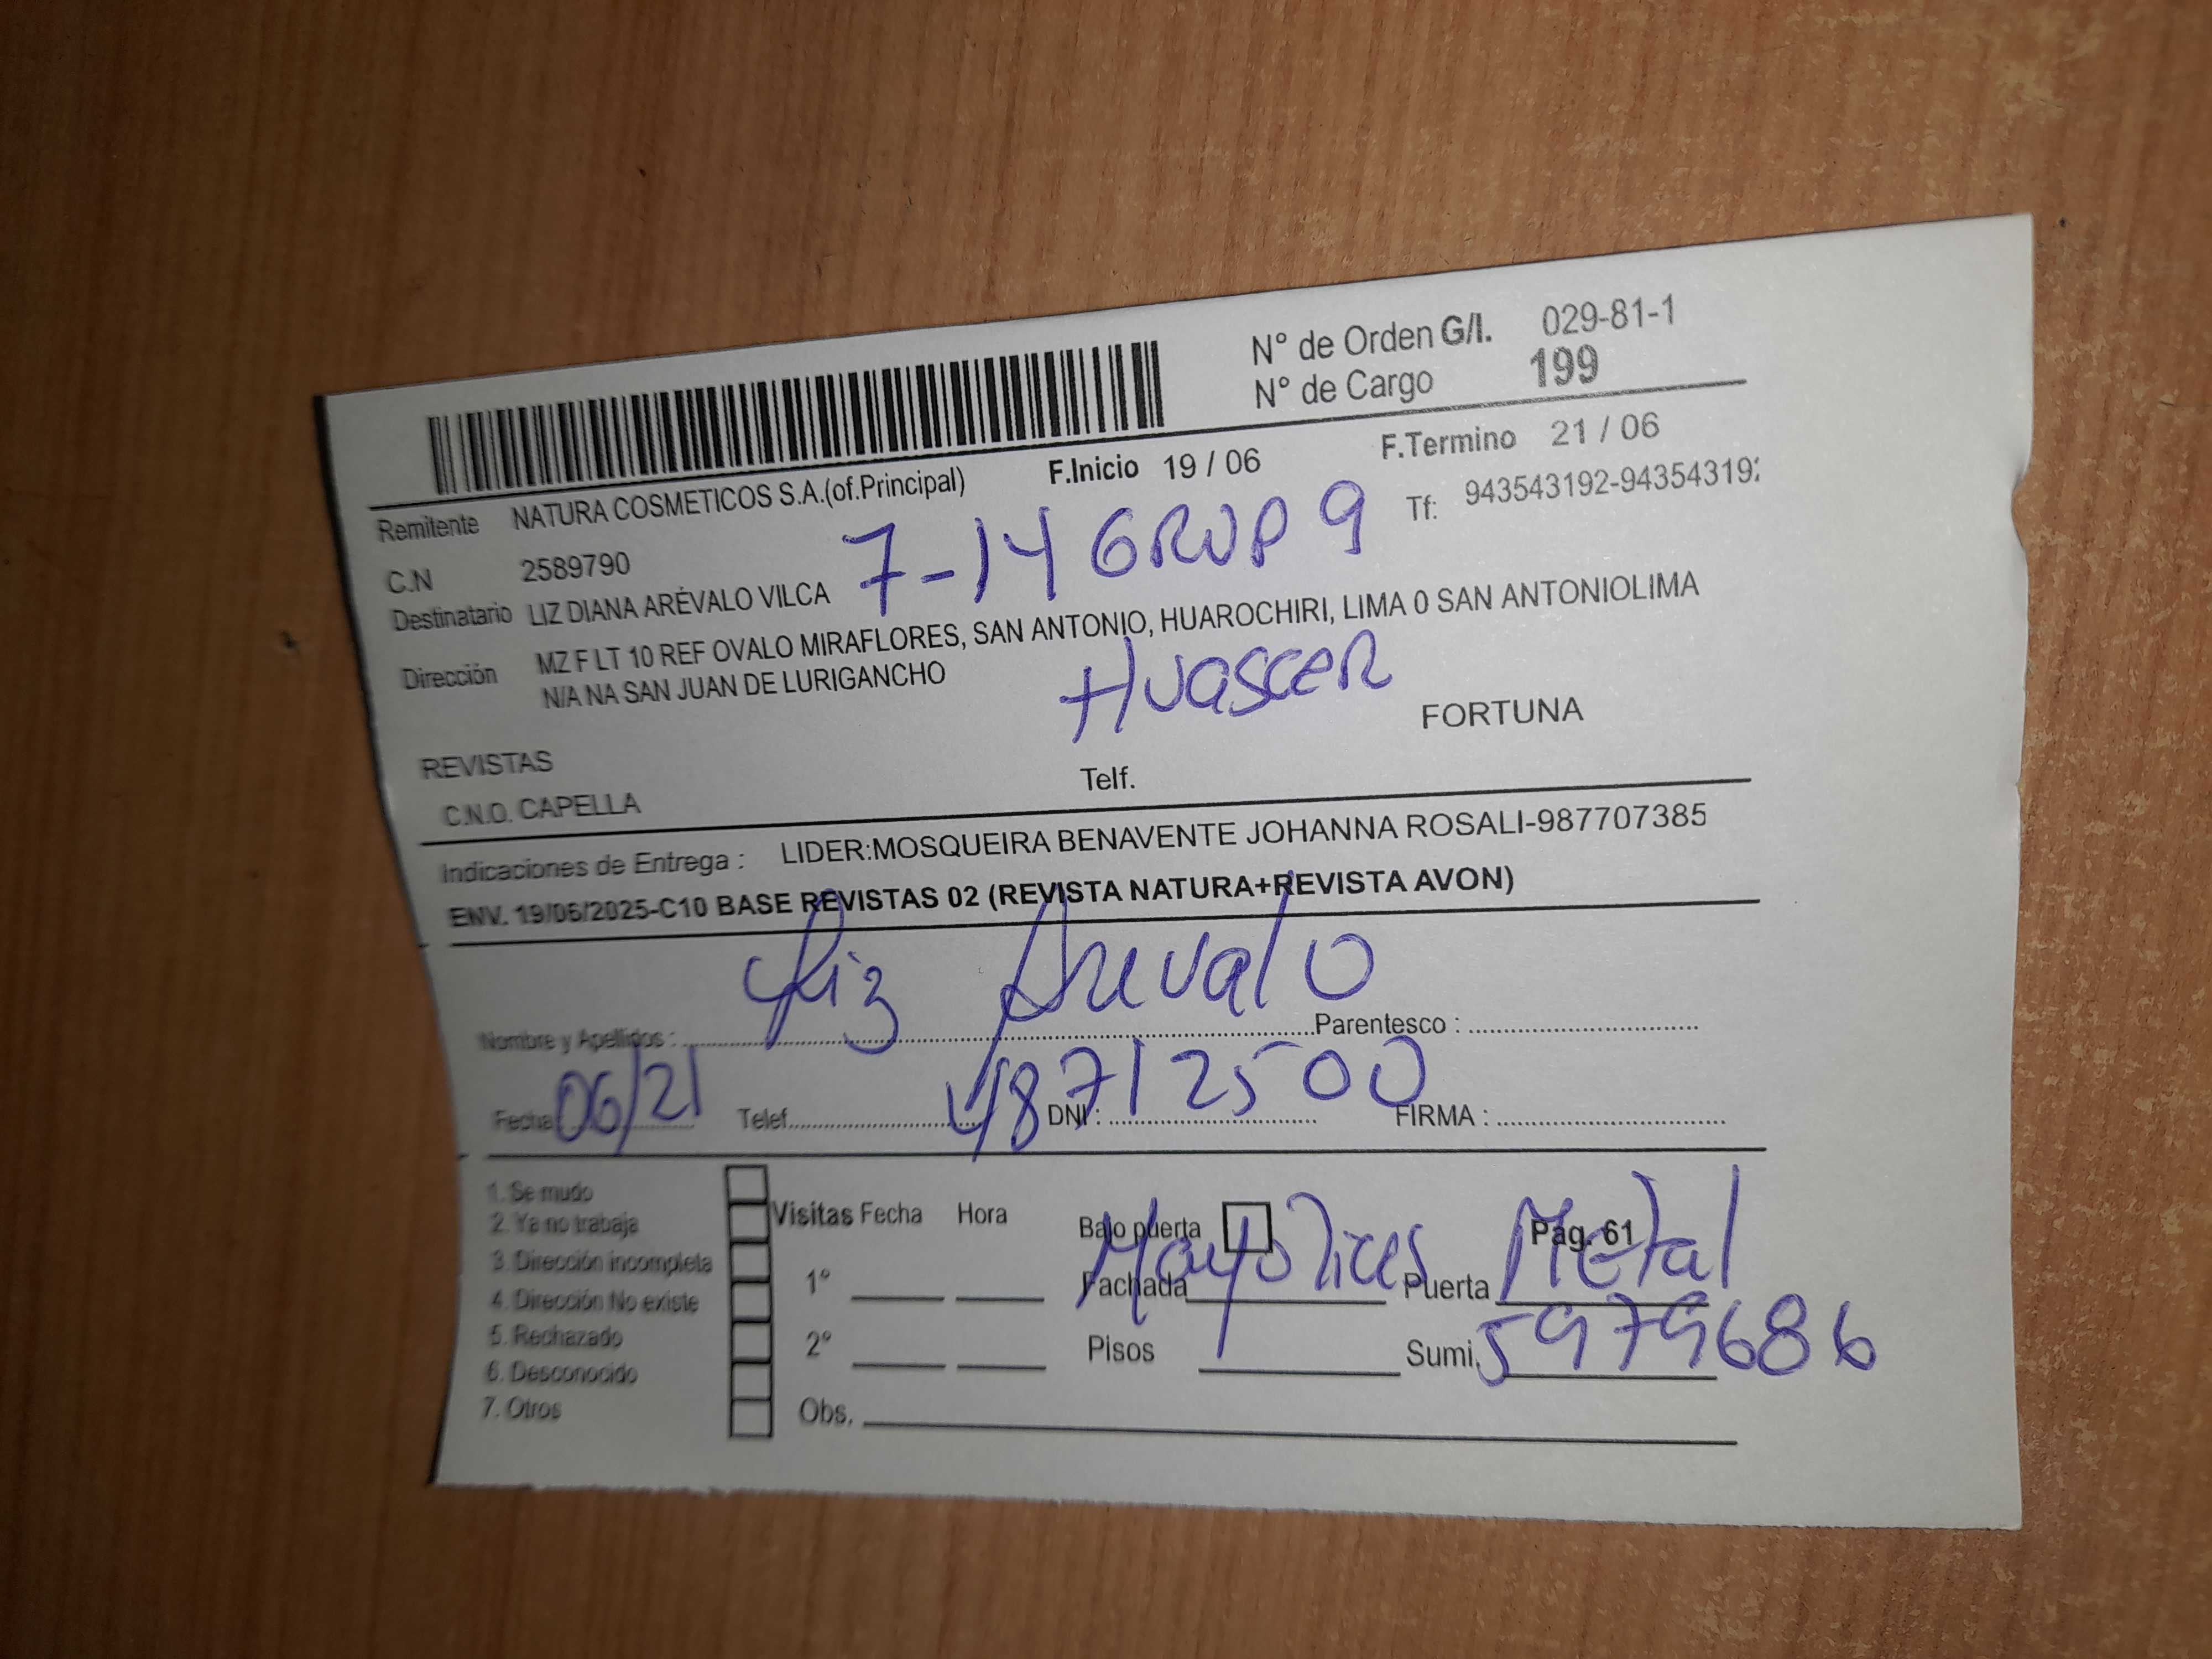 N° de Orden G/I. 029-81-1
N° de Cargo 199
Remitente NATURA COSMETICOS S.A.(of.Principal) F.Inicio 19 / 06 F.Termino 21 / 06
C.N 2589790 7-14 GRUP 9 Tf: 943543192-94354319
Destinatario LIZ DIANA ARÉVALO VILCA
Dirección MZ F LT 10 REF OVALO MIRAFLORES, SAN ANTONIO, HUAROCHIRI, LIMA 0 SAN ANTONIOLIMA
N/A NA SAN JUAN DE LURIGANCHO Huascer
FORTUNA
REVISTAS
C.N.O. CAPELLA Telf.
Indicaciones de Entrega : LIDER:MOSQUEIRA BENAVENTE JOHANNA ROSALI-987707385
ENV. 19/06/2025-C10 BASE REVISTAS 02 (REVISTA NATURA+REVISTA AVON)
Nombre y Apellidos : Liz Arevalo Parentesco :
Fecha 06/21 Telef. DNI : 48712500 FIRMA :
1. Se mudo
2. Ya no trabaja Visitas Fecha Hora Bajo puerta Pág. 61
3. Dirección incompleta
4. Dirección No existe 1° Fachada Mayolices Puerta Metal
5. Rechazado 2° Pisos 1 Sumi. 5979686
6. Desconocido
7. Otros Obs.